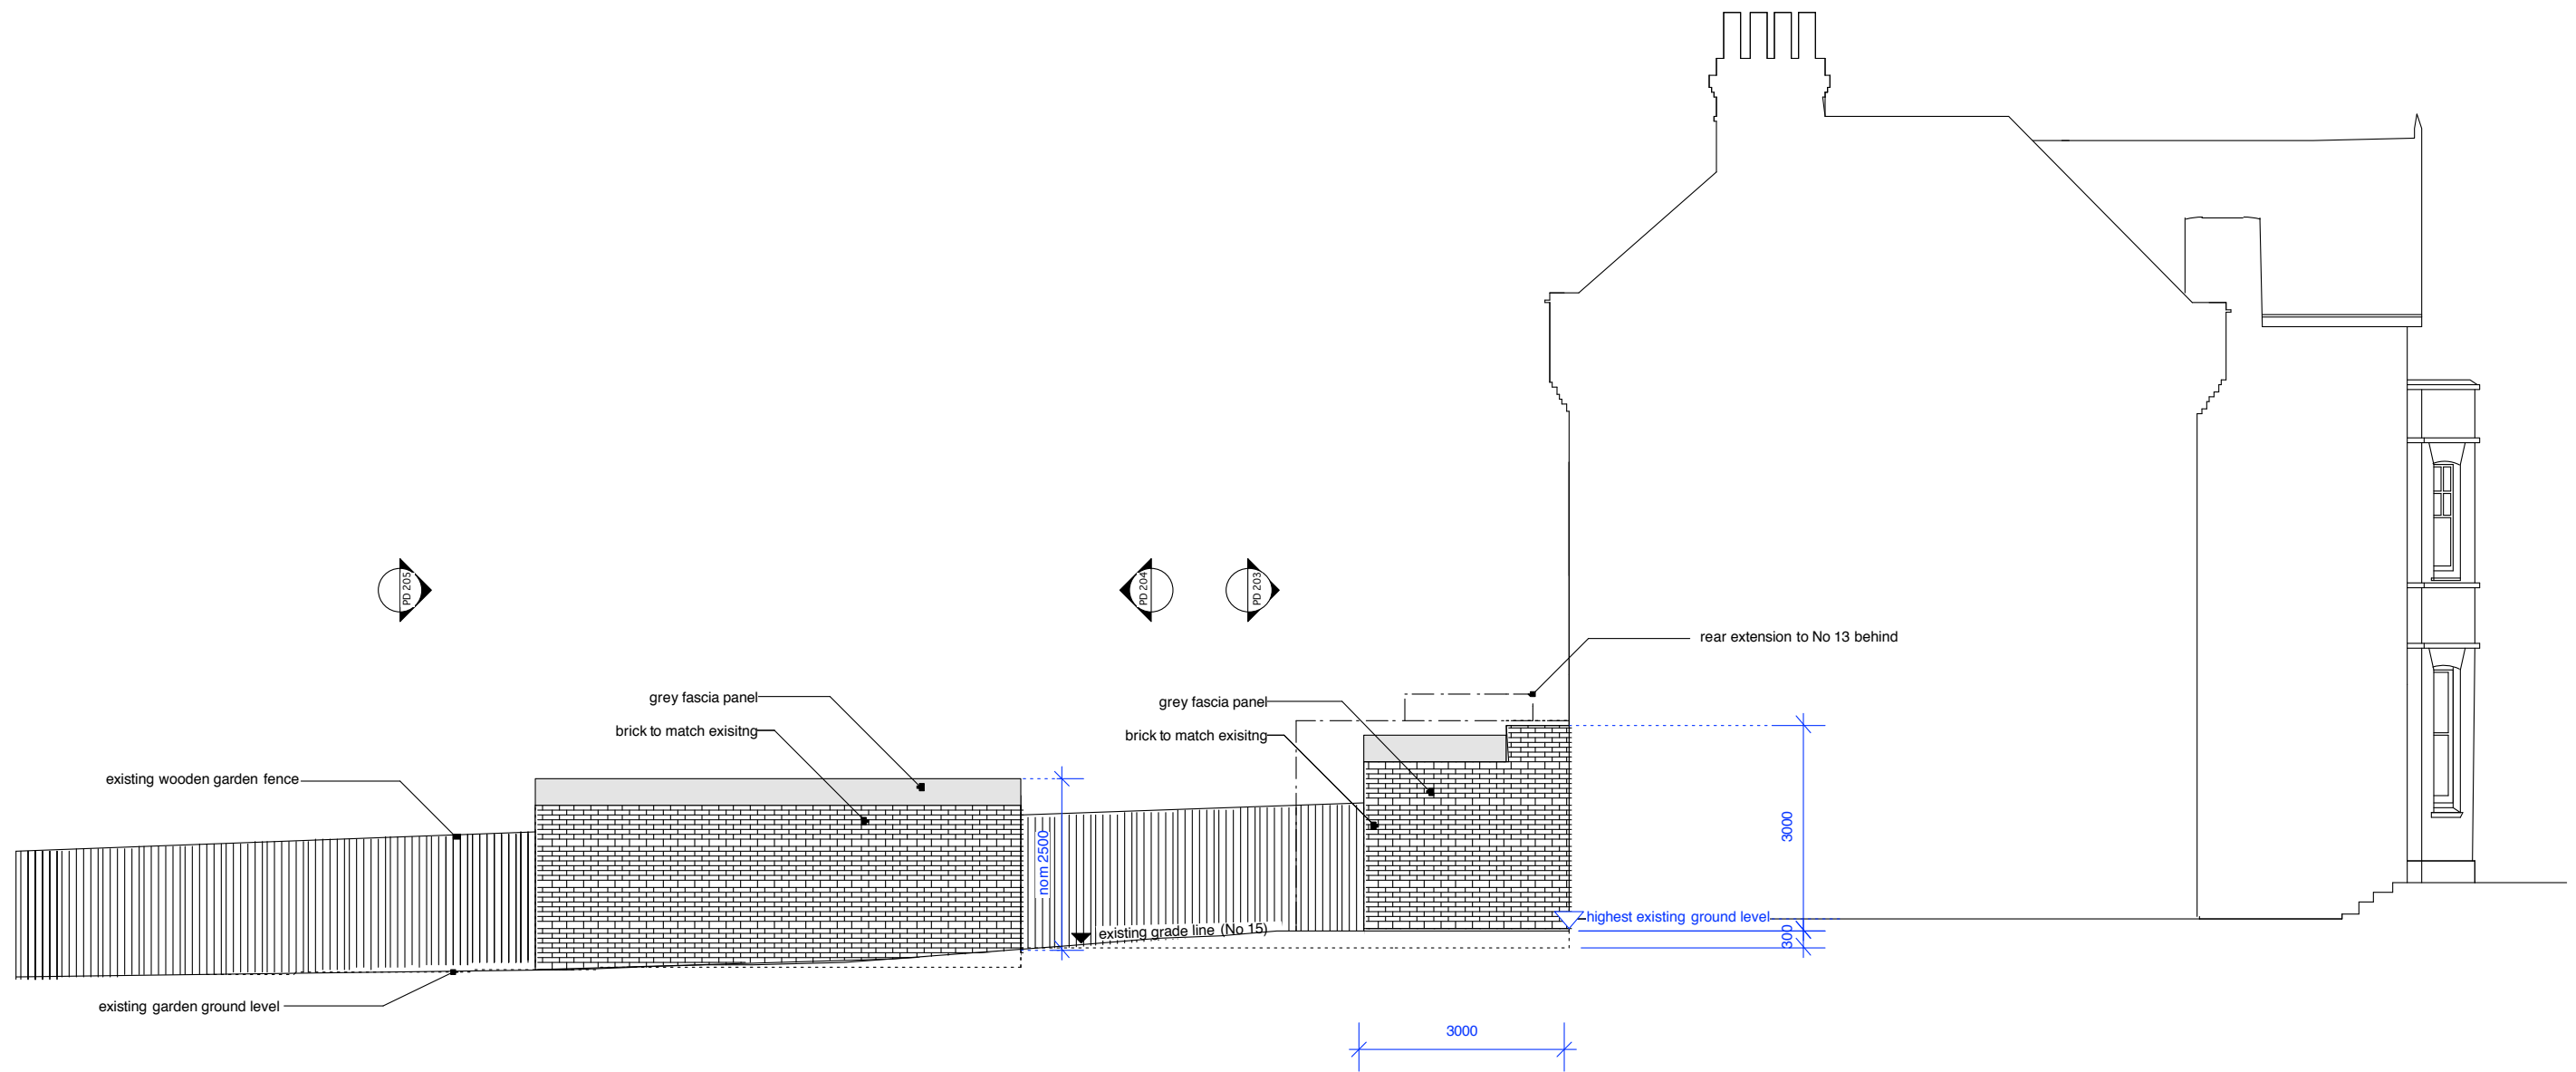 PD 205
PD 204
PD 203
rear extension to No 13 behind
grey fascia panel
grey fascia panel
brick to match exisitng
brick to match exisitng
existing wooden garden fence
nom 2500
3000
highest existing ground level
existing grade line (No 15)
300
existing garden ground level
3000